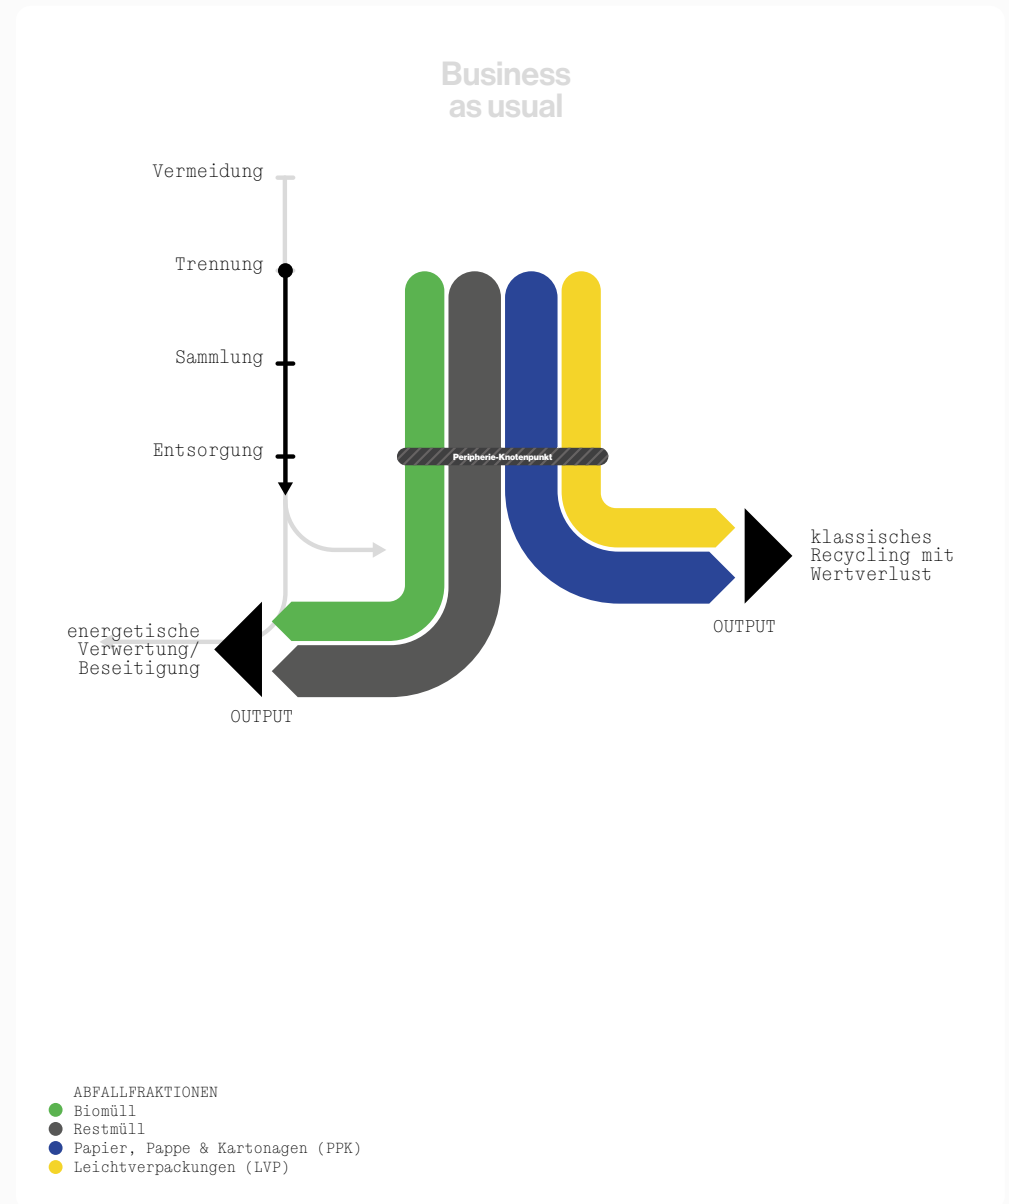 Business
as usual
Vermeidung
Trennung
Sammlung
Entsorgung
Peripherie-Knotenpunkt
klassisches
Recycling mit
Wertverlust
OUTPUT
energetische
Verwertung/
Beseitigung
OUTPUT
ABFALLFRAKTIONEN
Biomüll
Restmüll
Papier, Pappe & Kartonagen (PPK)
Leichtverpackungen (LVP)